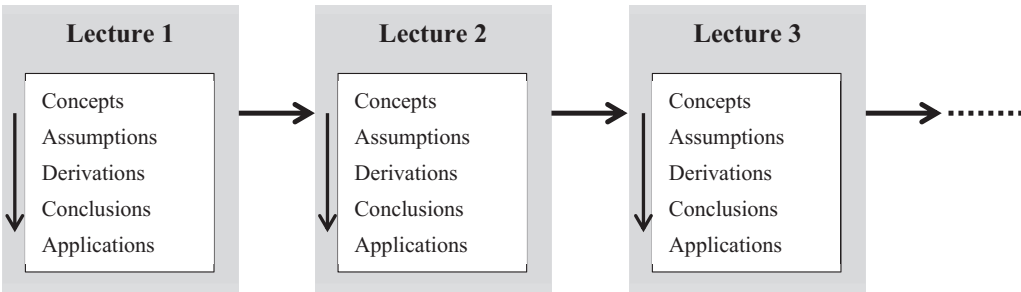 Lecture 1
Concepts
Assumptions
Derivations
Conclusions
Applications
Lecture 2
Concepts
Assumptions
Derivations
Conclusions
Applications
Lecture 3
Concepts
Assumptions
Derivations
Conclusions
Applications